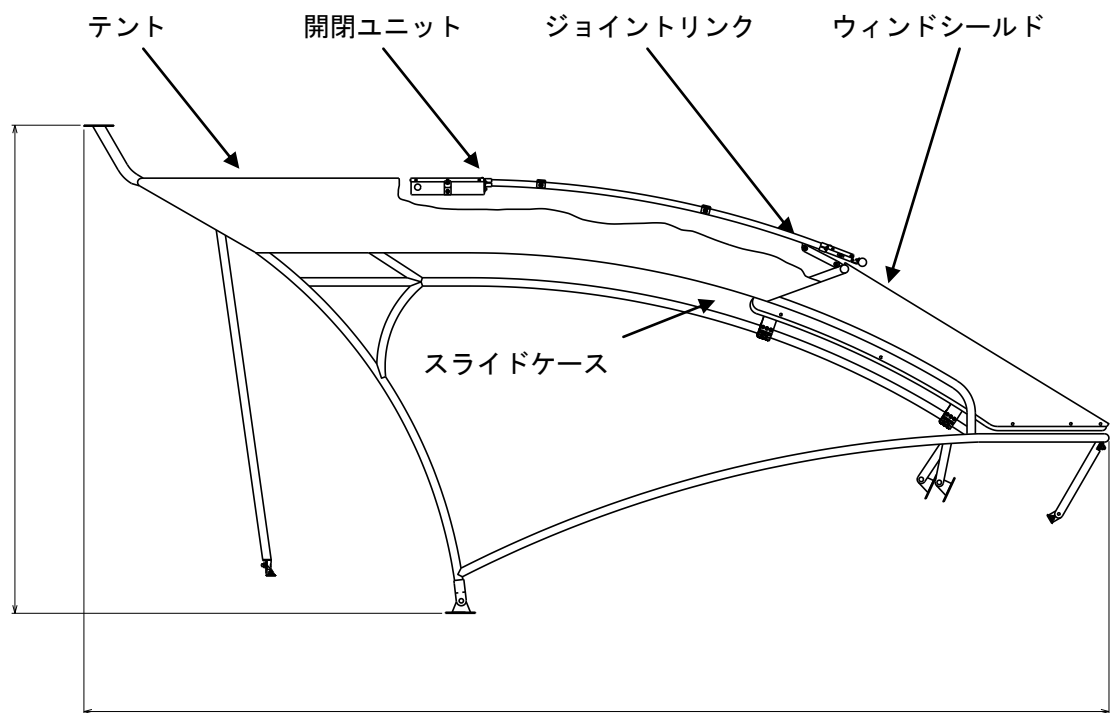 テント
開閉ユニット
ジョイントリンク
ウィンドシールド
スライドケース